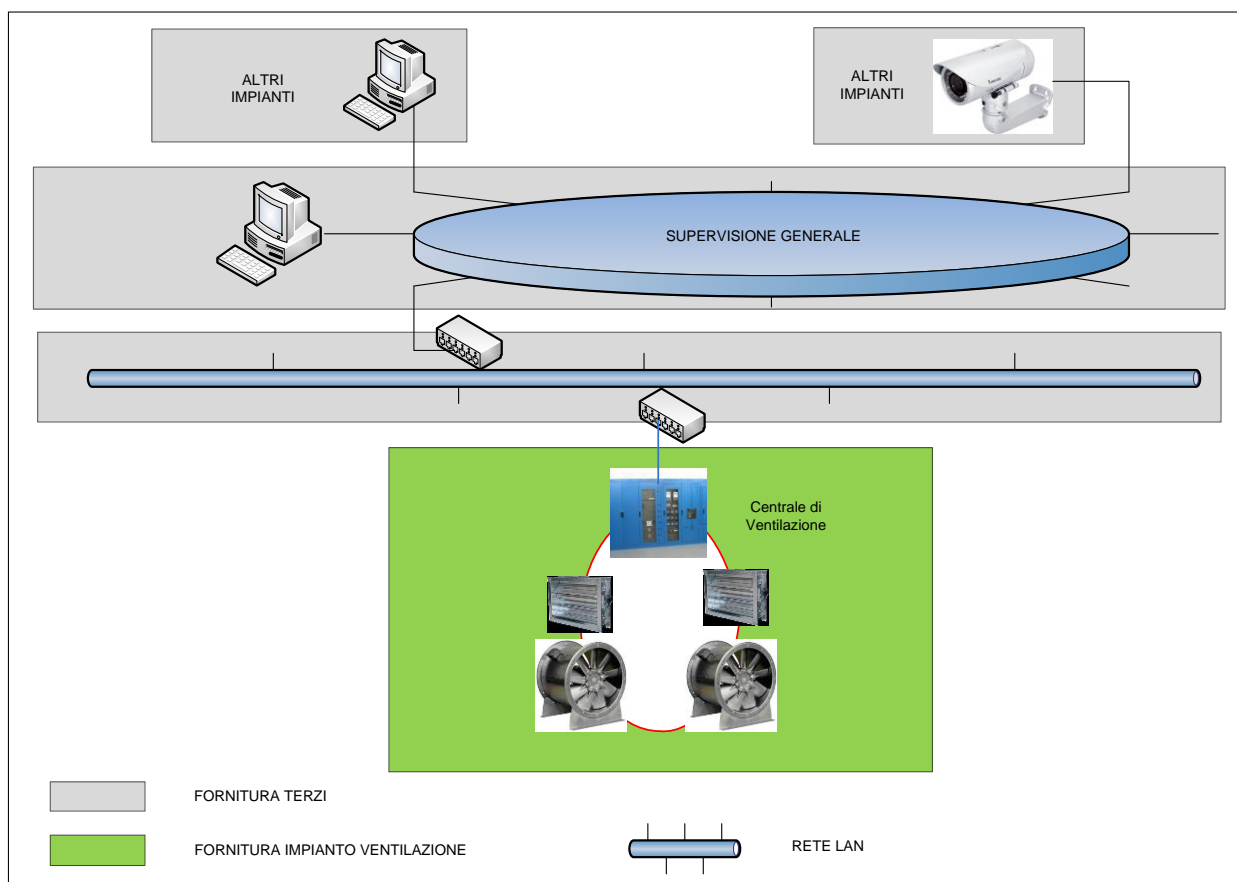 ALTRI
IMPIANTI
ALTRI
IMPIANTI
SUPERVISIONE GENERALE
Centrale di
Ventilazione
FORNITURA TERZI
FORNITURA IMPIANTO VENTILAZIONE
RETE LAN